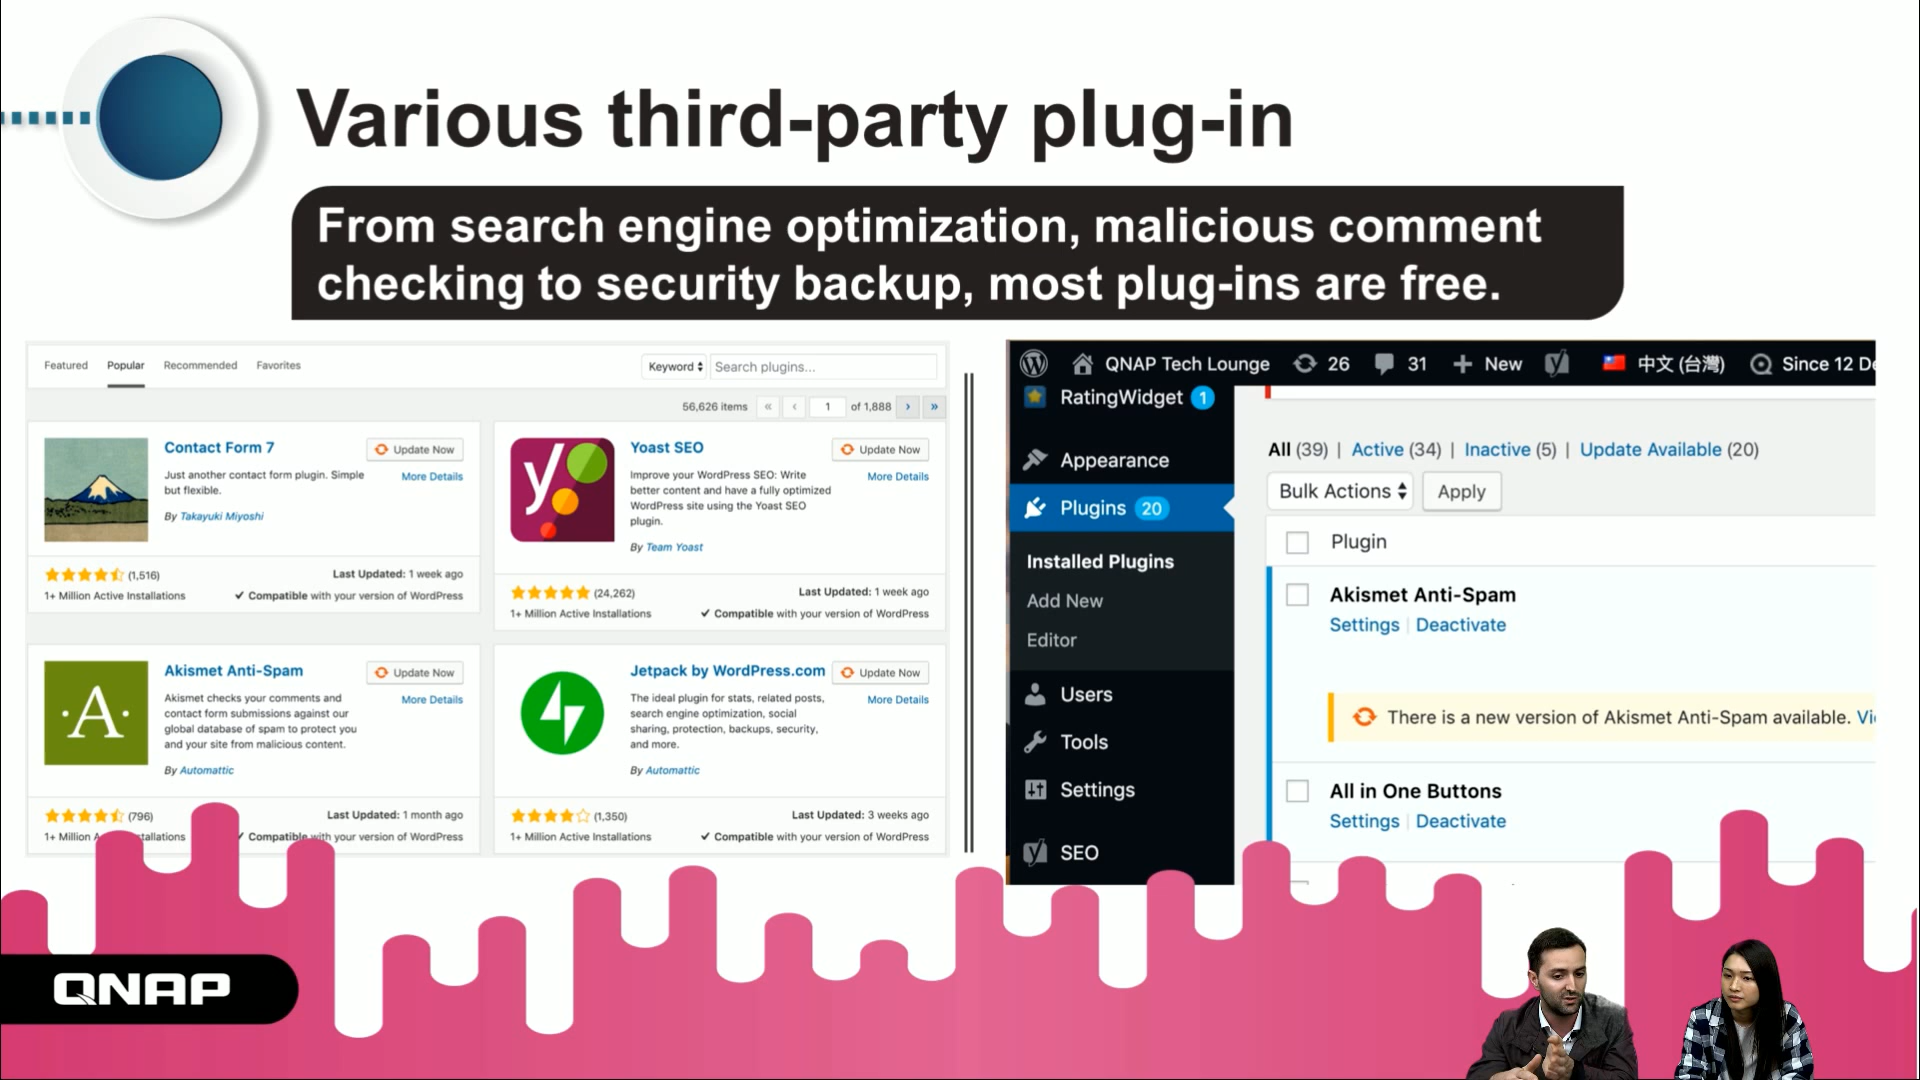 Various third-party plug-in
From search engine optimization, malicious comment
checking to security backup, most plug-ins are free.
Featured Popular Recommended Favorites Keyword Search plugins...
56,626 items « ‹ 1 of 1,888 › »
Contact Form 7 Update Now
Just another contact form plugin. Simple More Details
but flexible.
By Takayuki Miyoshi
(1,516) Last Updated: 1 week ago
1+ Million Active Installations ✔ Compatible with your version of WordPress
Yoast SEO Update Now
Improve your WordPress SEO: Write More Details
better content and have a fully optimized
WordPress site using the Yoast SEO
plugin.
By Team Yoast
(24,262) Last Updated: 1 week ago
1+ Million Active Installations ✔ Compatible with your version of WordPress
·A·
Akismet Anti-Spam Update Now
Akismet checks your comments and More Details
contact form submissions against our
global database of spam to protect you
and your site from malicious content.
By Automattic
(796) Last Updated: 1 month ago
1+ Million Compatible with your version of WordPress
Jetpack by WordPress.com Update Now
The ideal plugin for stats, related posts, More Details
search engine optimization, social
sharing, protection, backups, security,
and more.
By Automattic
(1,350) Last Updated: 3 weeks ago
1+ Million Active Installations ✔ Compatible with your version of WordPress
QNAP Tech Lounge 26 31 + New 中文 (台灣) Since 12
RatingWidget 1
Appearance
Plugins 20
Installed Plugins
Add New
Editor
Users
Tools
Settings
SEO
All (39) | Active (34) | Inactive (5) | Update Available (20)
Bulk Actions Apply
Plugin
Akismet Anti-Spam
Settings | Deactivate
There is a new version of Akismet Anti-Spam available.
All in One Buttons
Settings | Deactivate
QNAP